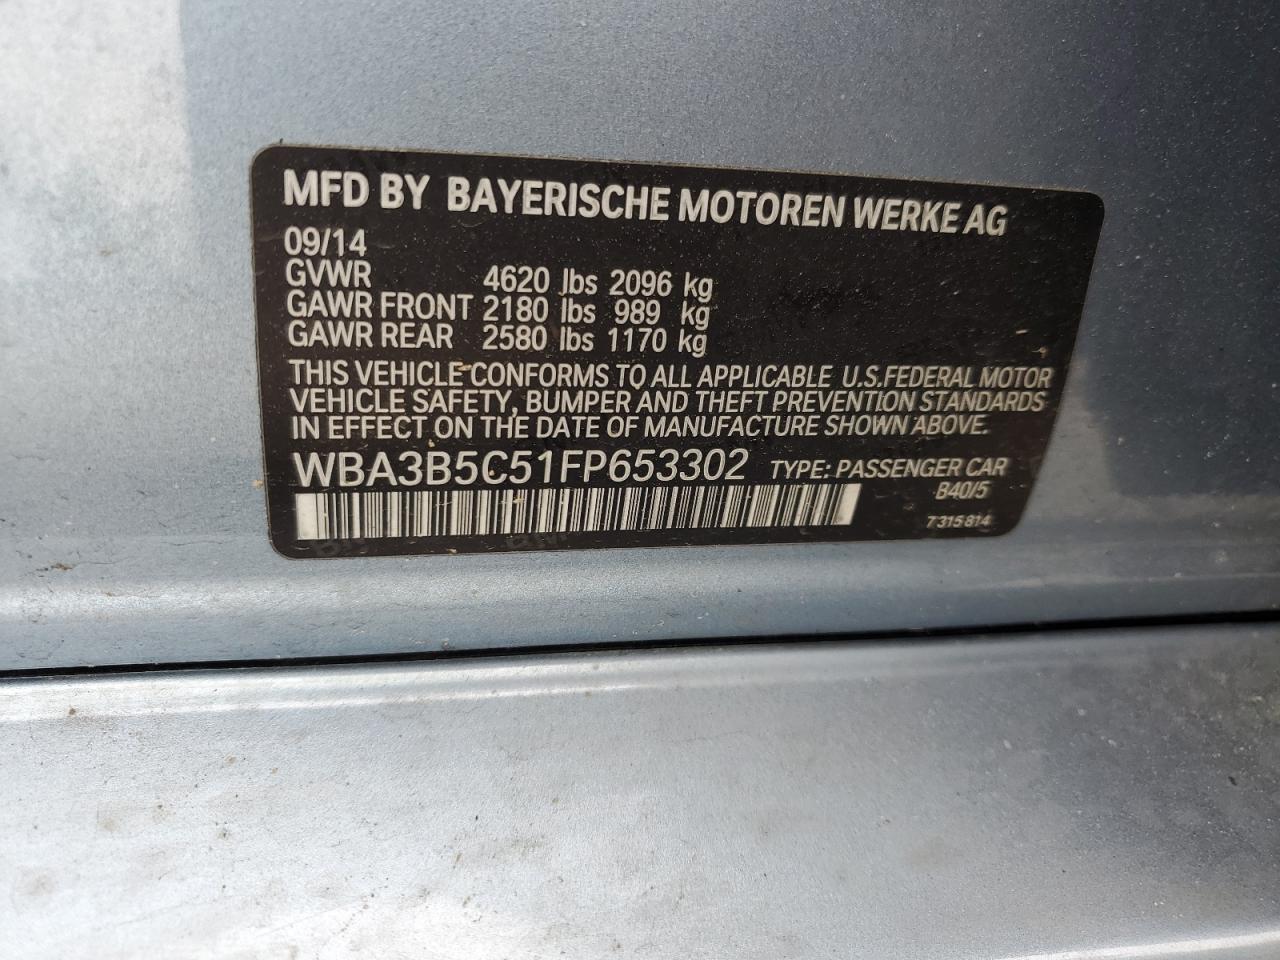 MFD BY BAYERISCHE MOTOREN WERKE AG
09/14
GVWR 4620 lbs 2096 kg
GAWR FRONT 2180 lbs 989 kg
GAWR REAR 2580 lbs 1170 kg
THIS VEHICLE CONFORMS TO ALL APPLICABLE U.S.FEDERAL MOTOR
VEHICLE SAFETY, BUMPER AND THEFT PREVENTION STANDARDS
IN EFFECT ON THE DATE OF MANUFACTURE SHOWN ABOVE.
WBA3B5C51FP653302 TYPE: PASSENGER CAR
B40/5
7315814